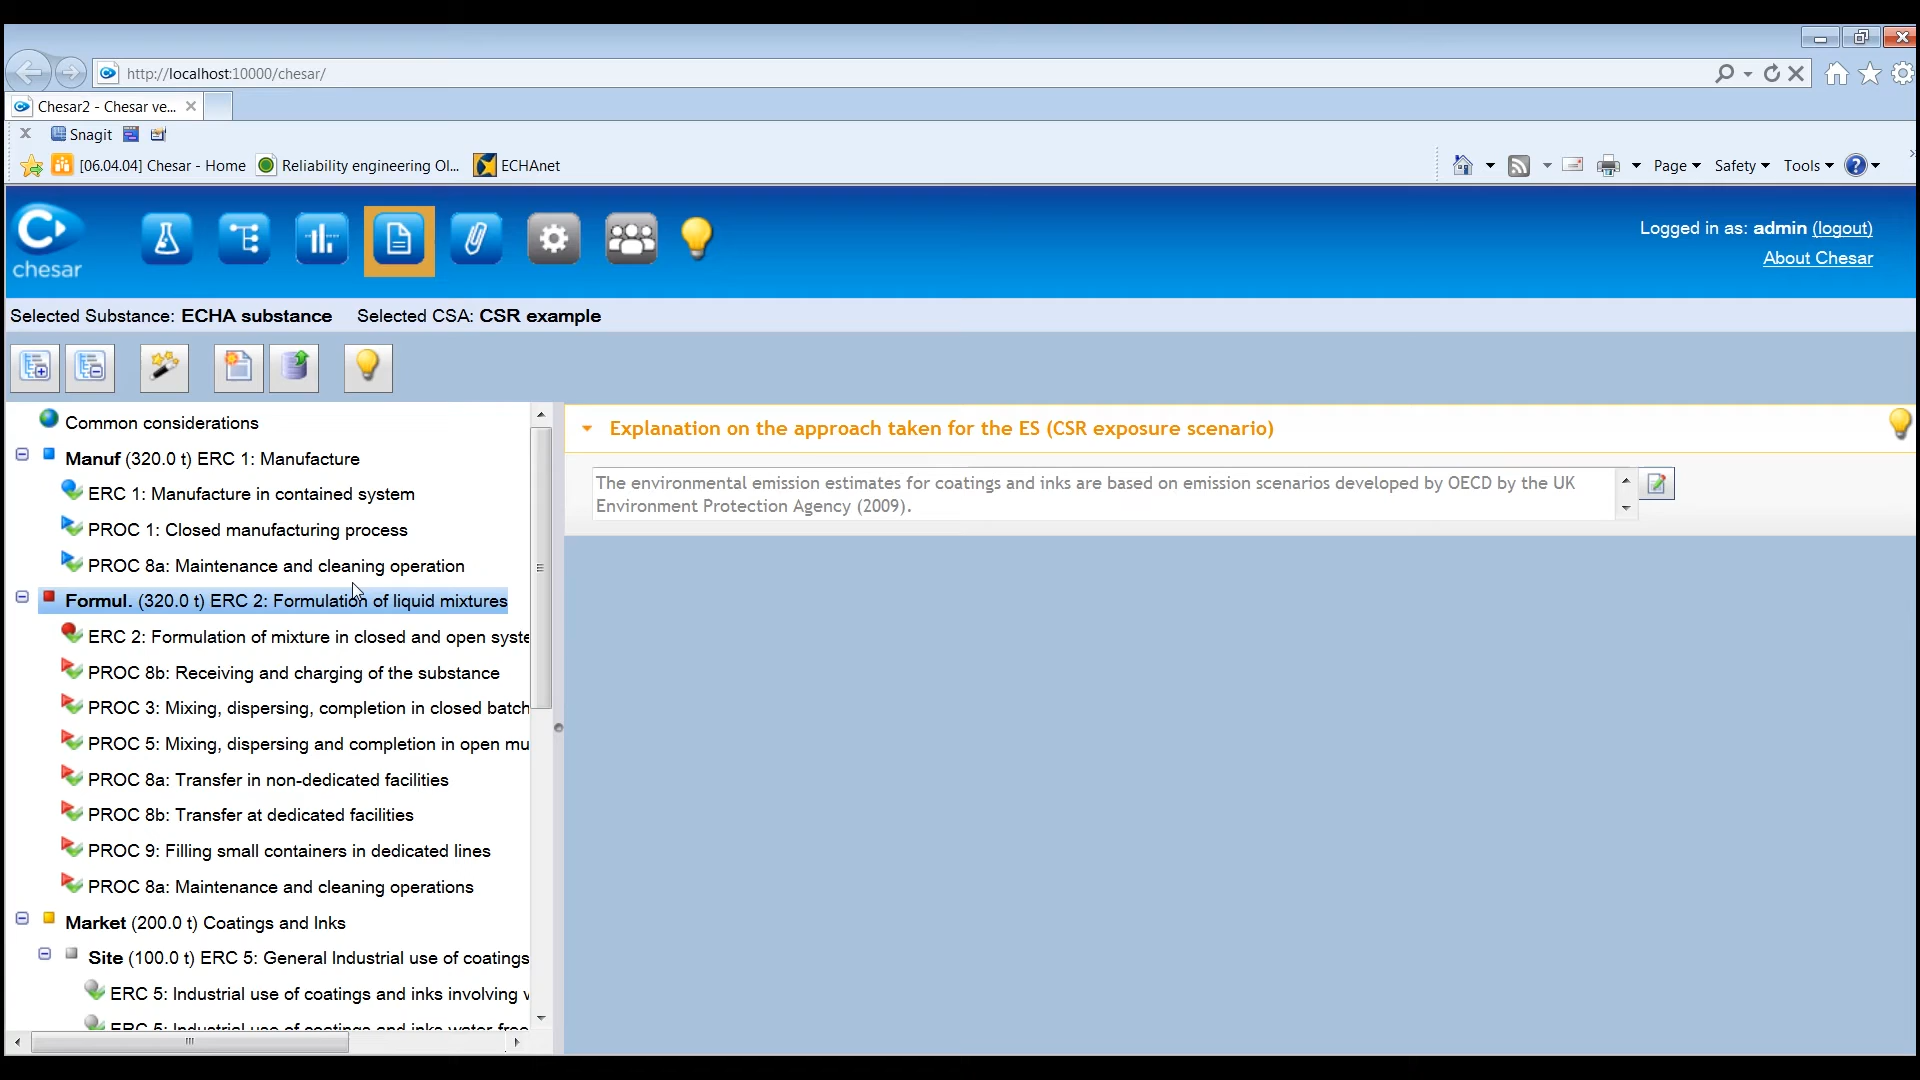 http://localhost:10000/chesar/
Chesar2 - Chesar ve...
Snagit
[06.04.04] Chesar - Home
Reliability engineering Ol...
ECHAnet
Page
Safety
Tools
chesar
Logged in as: admin (logout)
About Chesar
Selected Substance: ECHA substance Selected CSA: CSR example
Common considerations
Manuf (320.0 t) ERC 1: Manufacture
ERC 1: Manufacture in contained system
PROC 1: Closed manufacturing process
PROC 8a: Maintenance and cleaning operation
Formul. (320.0 t) ERC 2: Formulation of liquid mixtures
ERC 2: Formulation of mixture in closed and open syste
PROC 8b: Receiving and charging of the substance
PROC 3: Mixing, dispersing, completion in closed batch
PROC 5: Mixing, dispersing and completion in open mu
PROC 8a: Transfer in non-dedicated facilities
PROC 8b: Transfer at dedicated facilities
PROC 9: Filling small containers in dedicated lines
PROC 8a: Maintenance and cleaning operations
Market (200.0 t) Coatings and Inks
Site (100.0 t) ERC 5: General Industrial use of coatings
ERC 5: Industrial use of coatings and inks involving v
ERC 5: Industrial use of coatings and inks water free
Explanation on the approach taken for the ES (CSR exposure scenario)
The environmental emission estimates for coatings and inks are based on emission scenarios developed by OECD by the UK
Environment Protection Agency (2009).